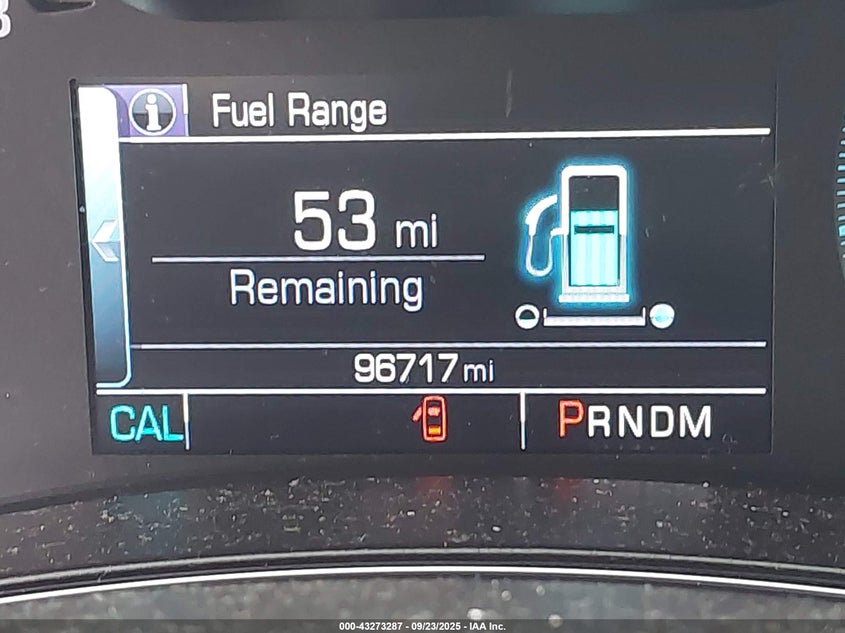 Fuel Range
53 mi
Remaining
96717 mi
CAL PRNDM
000-43273287 - 09/23/2025 - IAA Inc.